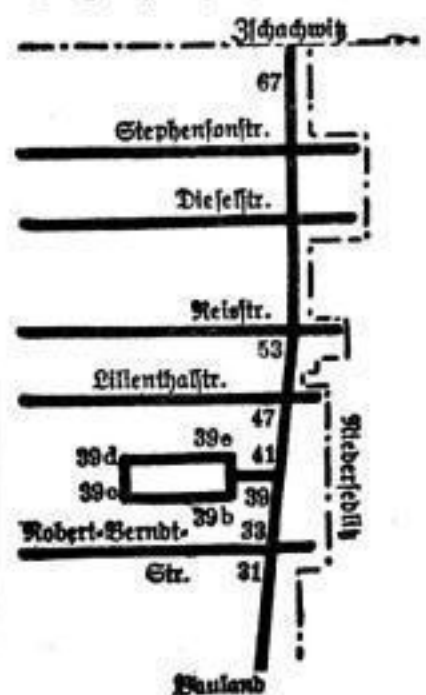 Zschachwitz
67
Stephensonstr.
Dieselstr.
Reisstr.
53
Lilienthalstr.
47
Niedersedlitz
39e
41
39d
39c
39
39b
33
Robert-Berndt-
Str.
31
Bauland